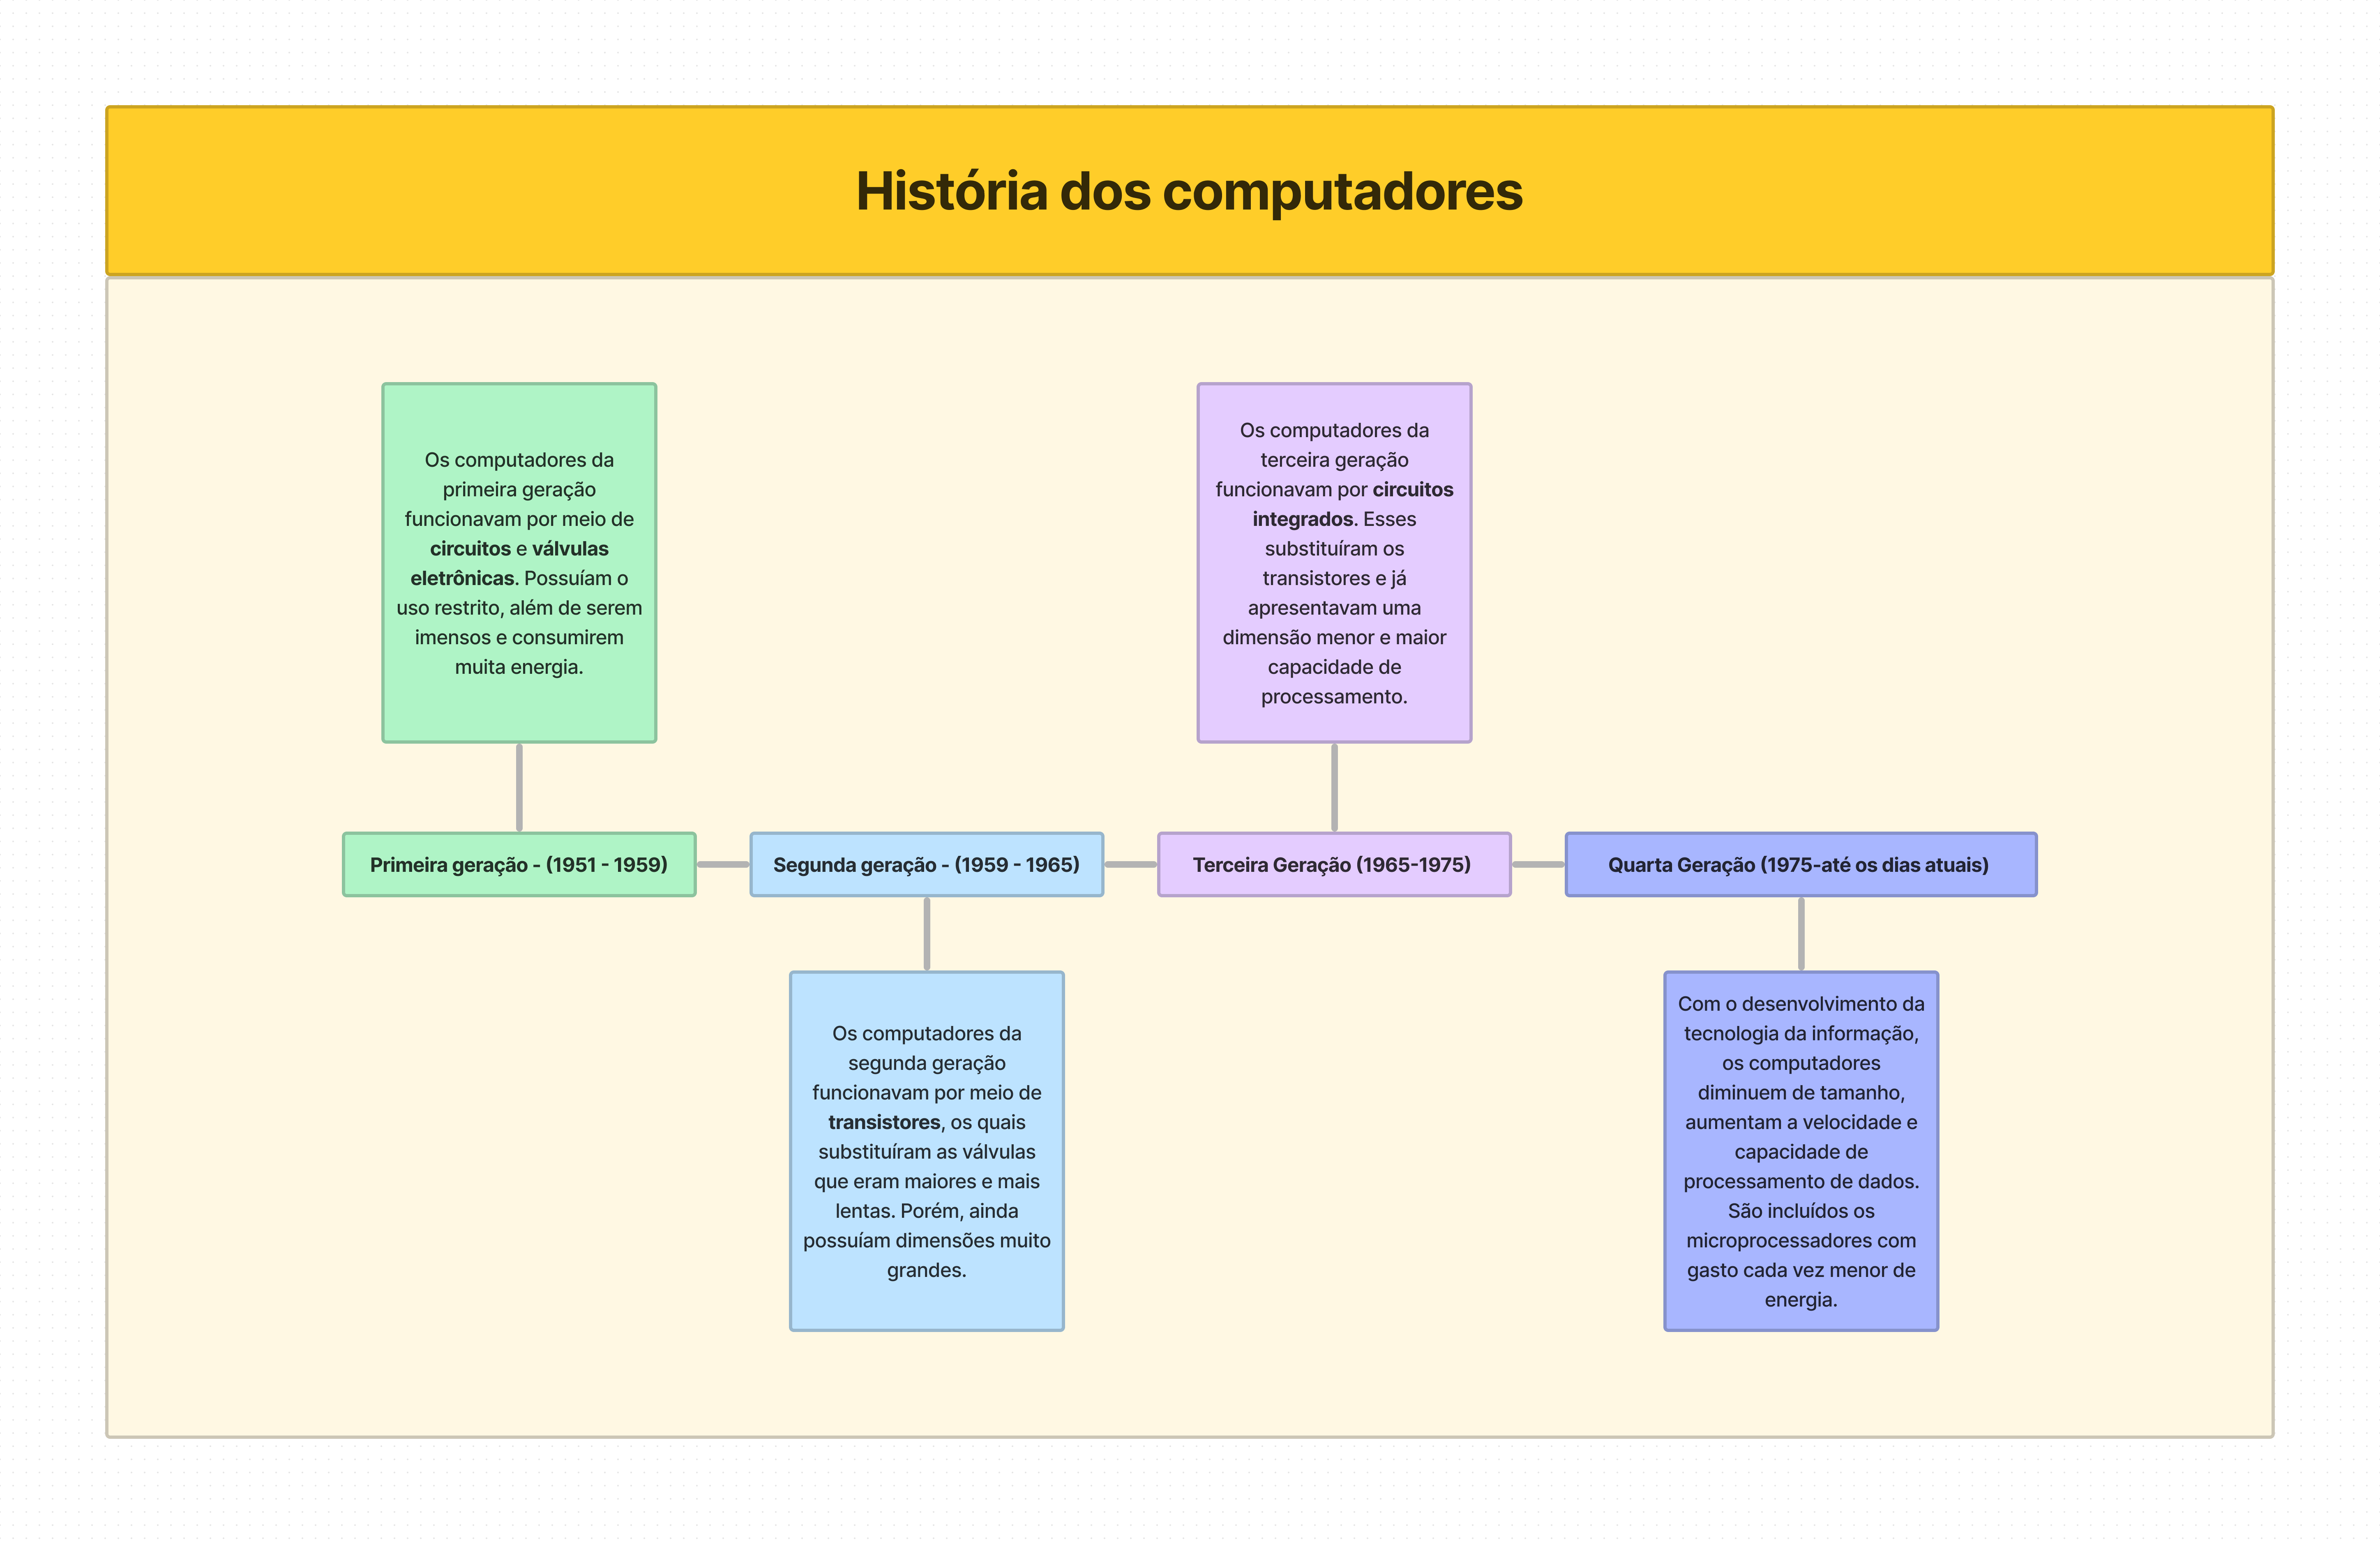 História dos computadores
Os computadores da
primeira geração
funcionavam por meio de
circuitos e válvulas
eletrônicas. Possuíam o
uso restrito, além de serem
imensos e consumirem
muita energia.
Os computadores da
terceira geração
funcionavam por circuitos
integrados. Esses
substituíram os
transistores e já
apresentavam uma
dimensão menor e maior
capacidade de
processamento.
Primeira geração - (1951 - 1959)
Segunda geração - (1959 - 1965)
Terceira Geração (1965-1975)
Quarta Geração (1975-até os dias atuais)
Os computadores da
segunda geração
funcionavam por meio de
transistores, os quais
substituíram as válvulas
que eram maiores e mais
lentas. Porém, ainda
possuíam dimensões muito
grandes.
Com o desenvolvimento da
tecnologia da informação,
os computadores
diminuem de tamanho,
aumentam a velocidade e
capacidade de
processamento de dados.
São incluídos os
microprocessadores com
gasto cada vez menor de
energia.